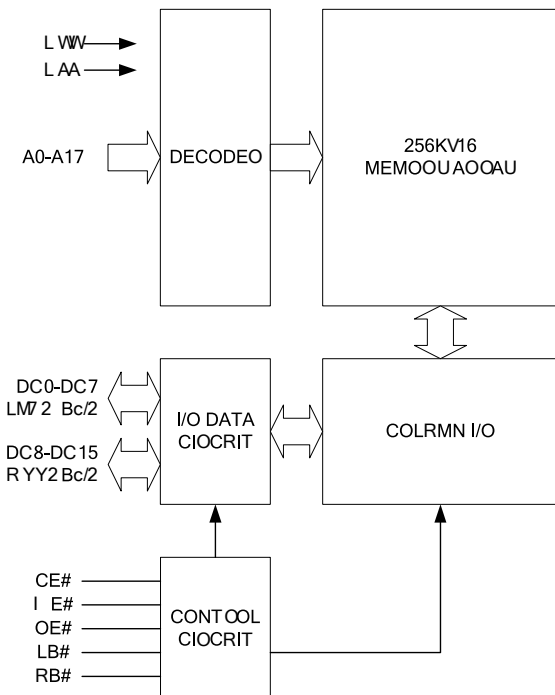 L WW
L AA
A0-A17
DECODEO
256KV16
MEMOOU AOOAU
DC0-DC7
LM7 2 Bc/2
DC8-DC15
R YY2 Bc/2
I/O DATA
CIOCRIT
COLRMN I/O
CE#
I E#
OE#
LB#
RB#
CONTOOL
CIOCRIT